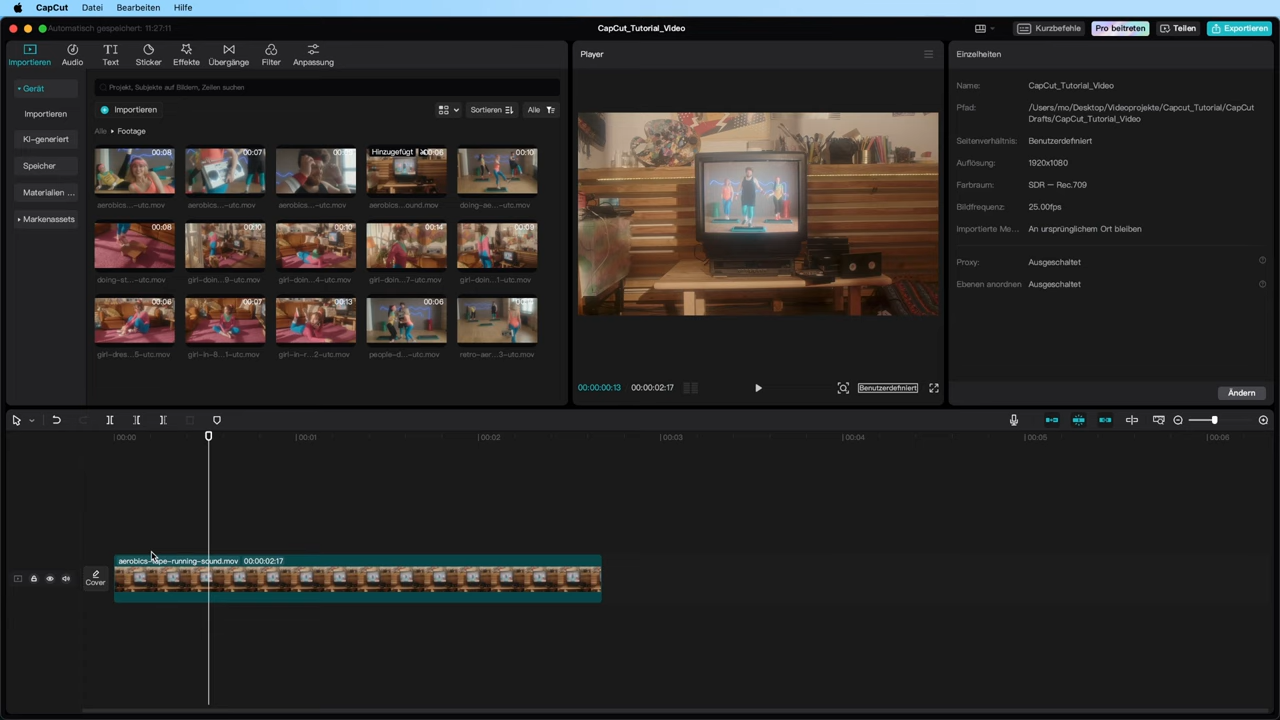 CapCut Datei Bearbeiten Hilfe
Automatisch gespeichert: 11:27:11
CapCut_Tutorial_Video
Kurzbefehle
Pro beitreten
Teilen
Exportieren
Importieren
Audio
Text
Sticker
Effekte
Übergänge
Filter
Anpassung
Gerät
Importieren
KI-generiert
Speicher
Materialien ...
Markenassets
Projekt, Subjekte auf Bildern, Zeilen suchen
Importieren
Sortieren
Alle
Alle Footage
00:08
00:07
Hinzugefügt
00:06
00:10
aerobics...-utc.mov
aerobics...-utc.mov
aerobics...-utc.mov
aerobics...ound.mov
doing-ae...-utc.mov
00:08
00:10
00:10
00:14
00:09
doing-st...-utc.mov
girl-doin...9-utc.mov
girl-doin...4-utc.mov
girl-doin...7-utc.mov
girl-doin...1-utc.mov
00:06
00:07
00:13
00:06
girl-dres...5-utc.mov
girl-in-8...1-utc.mov
girl-in-r...2-utc.mov
people-d...-utc.mov
retro-aer...3-utc.mov
Player
00:00:00:13
00:00:02:17
Benutzerdefiniert
Einzelheiten
Name: CapCut_Tutorial_Video
Pfad: /Users/mo/Desktop/Videoprojekte/Capcut_Tutorial/CapCut
Drafts/CapCut_Tutorial_Video
Seitenverhältnis: Benutzerdefiniert
Auflösung: 1920x1080
Farbraum: SDR – Rec.709
Bildfrequenz: 25.00fps
Importierte Me... An ursprünglichem Ort bleiben
Proxy: Ausgeschaltet
Ebenen anordnen Ausgeschaltet
Ändern
00:00
00:01
00:02
00:03
00:04
00:05
00:06
aerobics-tape-running-sound.mov 00:00:02:17
Cover